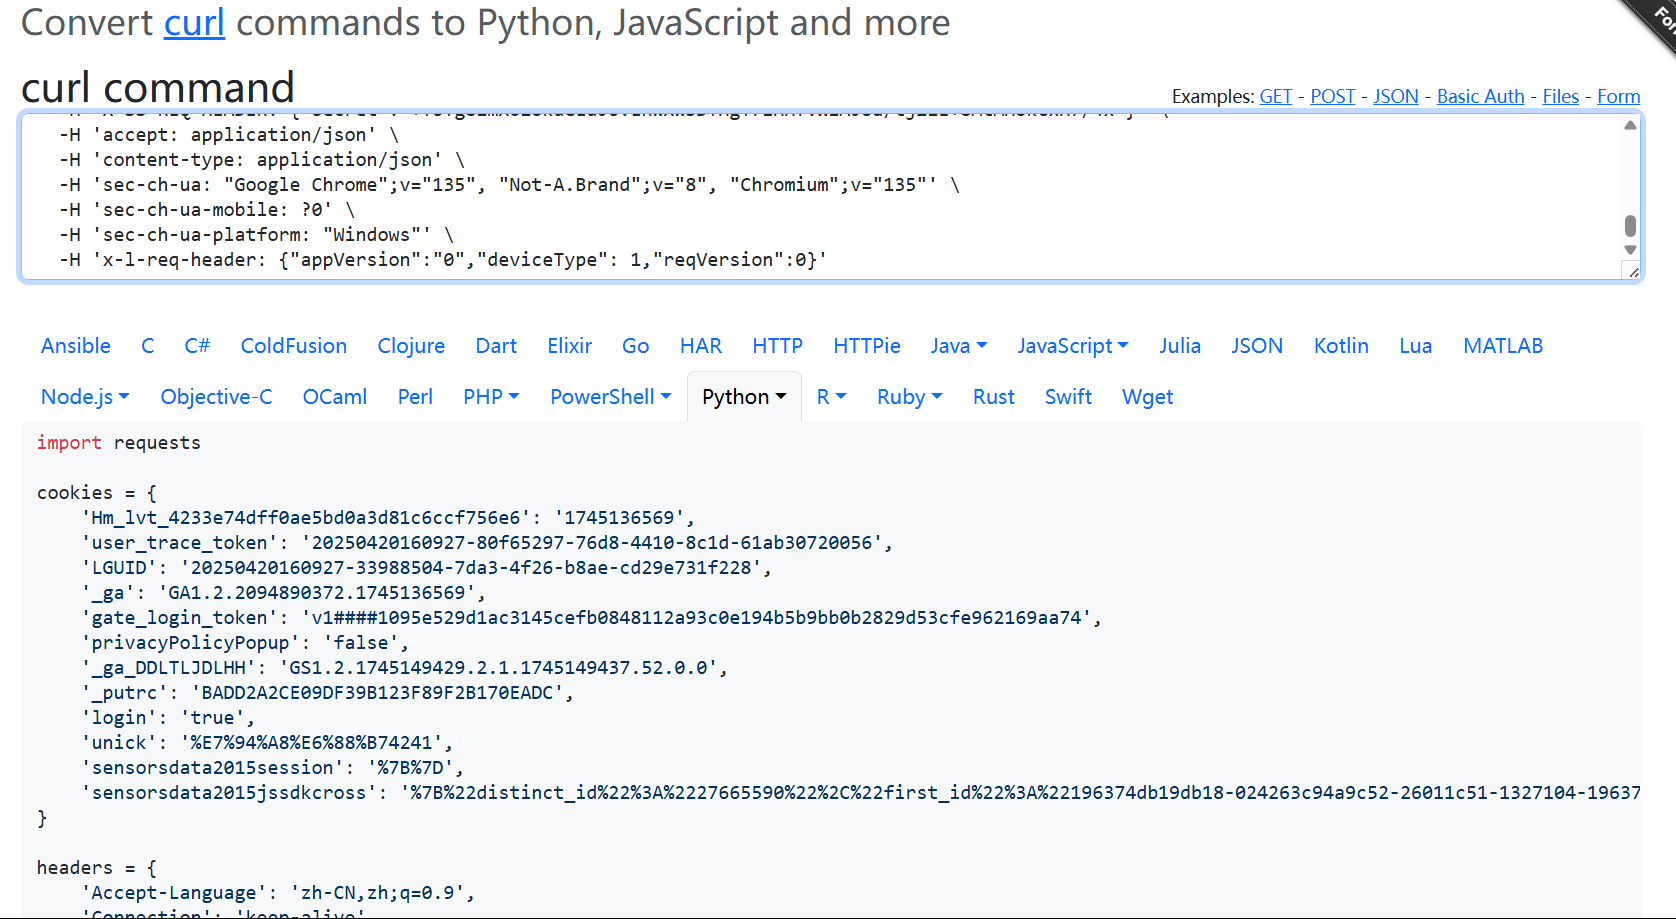 Convert curl commands to Python, JavaScript and more
For
curl command
Examples: GET - POST - JSON - Basic Auth - Files - Form
-H 'accept: application/json' \
-H 'content-type: application/json' \
-H 'sec-ch-ua: "Google Chrome";v="135", "Not-A.Brand";v="8", "Chromium";v="135"' \
-H 'sec-ch-ua-mobile: ?0' \
-H 'sec-ch-ua-platform: "Windows"' \
-H 'x-l-req-header: {"appVersion":"0","deviceType": 1,"reqVersion":0}'
Ansible C C# ColdFusion Clojure Dart Elixir Go HAR HTTP HTTPie Java JavaScript Julia JSON Kotlin Lua MATLAB
Node.js Objective-C OCaml Perl PHP PowerShell Python R Ruby Rust Swift Wget
import requests
cookies = {
'Hm_lvt_4233e74dff0ae5bd0a3d81c6ccf756e6': '1745136569',
'user_trace_token': '20250420160927-80f65297-76d8-4410-8c1d-61ab30720056',
'LGUID': '20250420160927-33988504-7da3-4f26-b8ae-cd29e731f228',
'_ga': 'GA1.2.2094890372.1745136569',
'gate_login_token': 'v1####1095e529d1ac3145cefb0848112a93c0e194b5b9bb0b2829d53cfe962169aa74',
'privacyPolicyPopup': 'false',
'_ga_DDLTLJDLHH': 'GS1.2.1745149429.2.1.1745149437.52.0.0',
'_putrc': 'BADD2A2CE09DF39B123F89F2B170EADC',
'login': 'true',
'unick': '%E7%94%A8%E6%88%B74241',
'sensorsdata2015session': '%7B%7D',
'sensorsdata2015jssdkcross': '%7B%22distinct_id%22%3A%2227665590%22%2C%22first_id%22%3A%22196374db19db18-024263c94a9c52-26011c51-1327104-19637
}
headers = {
'Accept-Language': 'zh-CN,zh;q=0.9',
'Connection': 'keep-alive'